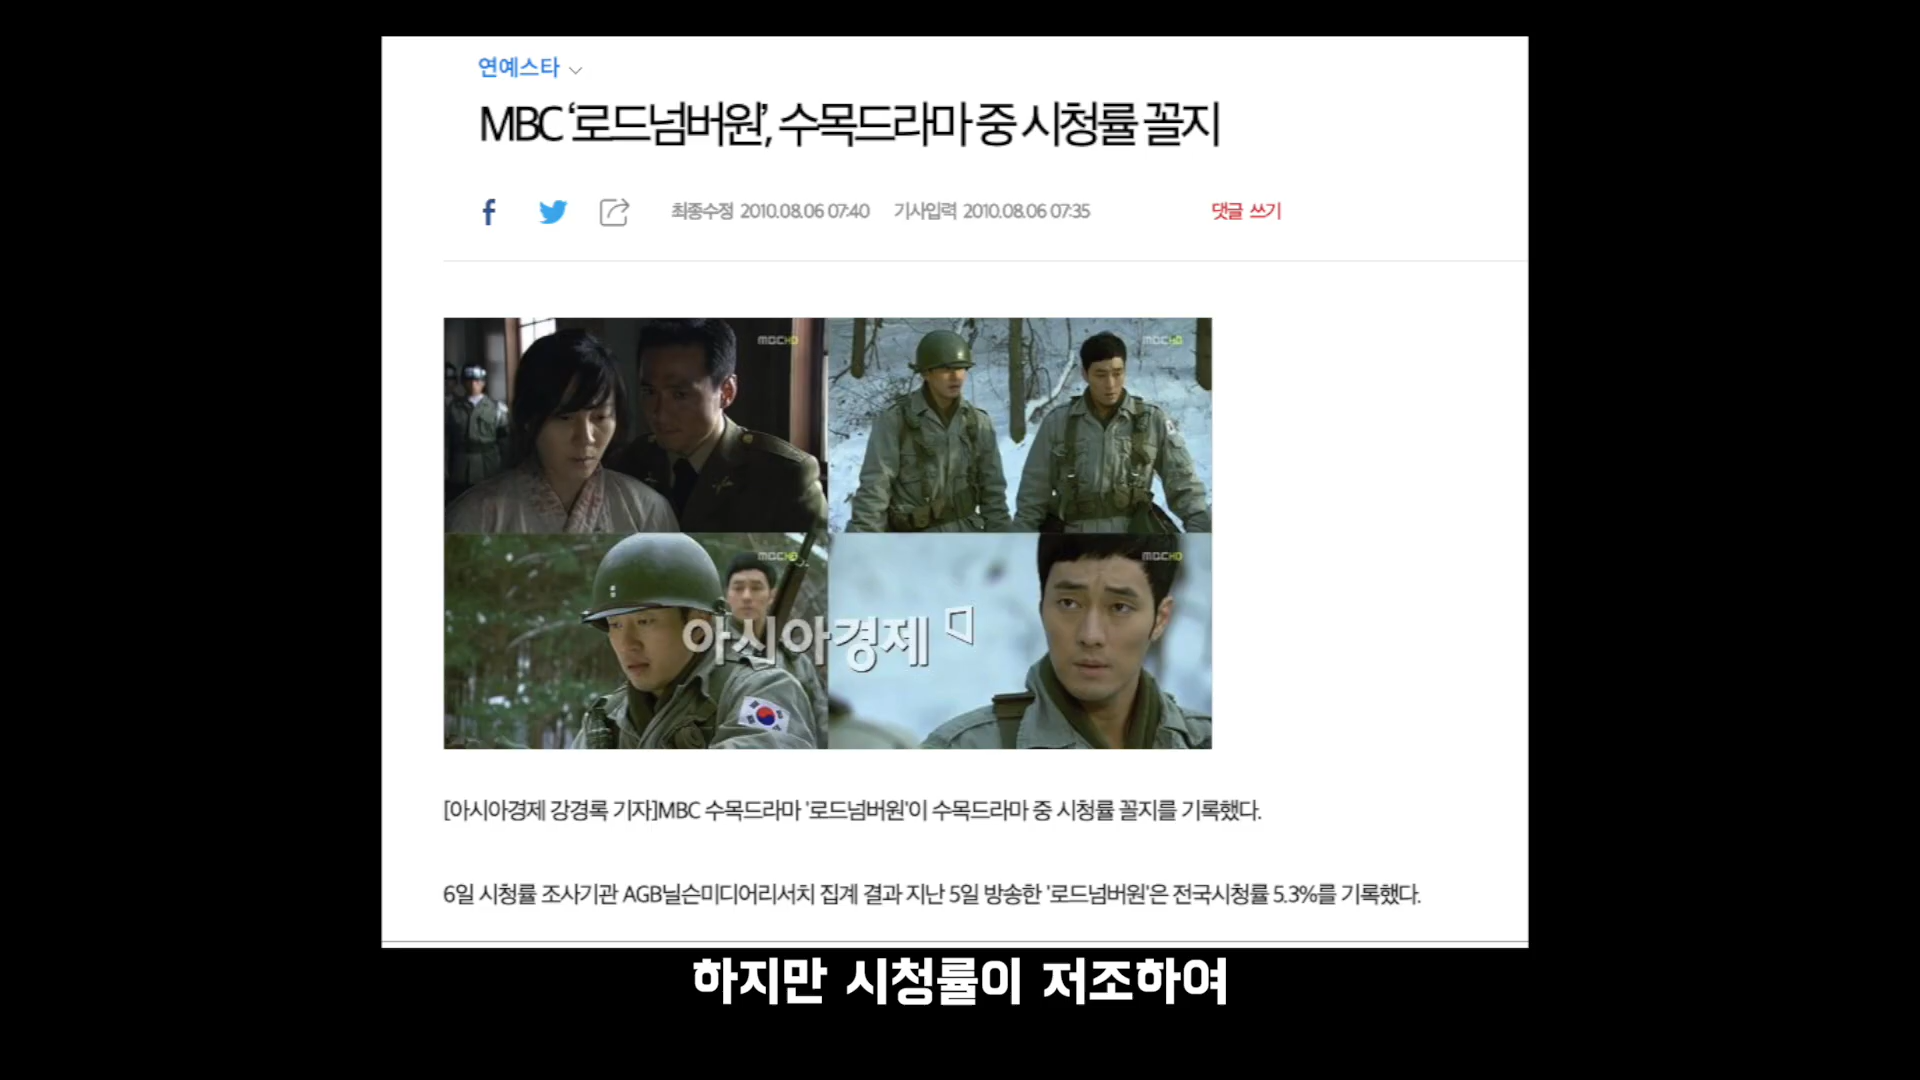 연예스타
MBC ‘로드넘버원’, 수목드라마 중 시청률 꼴지
최종수정 2010.08.06 07:40 기사입력 2010.08.06 07:35 댓글 쓰기
MBCHD
MBCHD
MBCHD
MBCHD
아시아경제
[아시아경제 강경록 기자]MBC 수목드라마 '로드넘버원'이 수목드라마 중 시청률 꼴지를 기록했다.
6일 시청률 조사기관 AGB닐슨미디어리서치 집계 결과 지난 5일 방송한 '로드넘버원'은 전국시청률 5.3%를 기록했다.
하지만 시청률이 저조하여